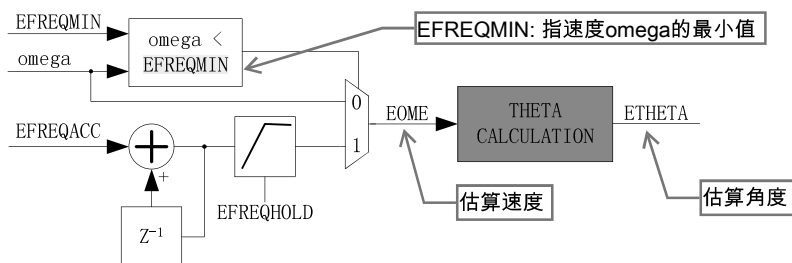 EFREQMIN
omega <
EFREQMIN
EFREQMIN: 指速度omega的最小值
omega
0
EOME
THETA
CALCULATION
ETHETA
EFREQACC
+
+
1
EFREQHOLD
估算速度
估算角度
Z⁻¹